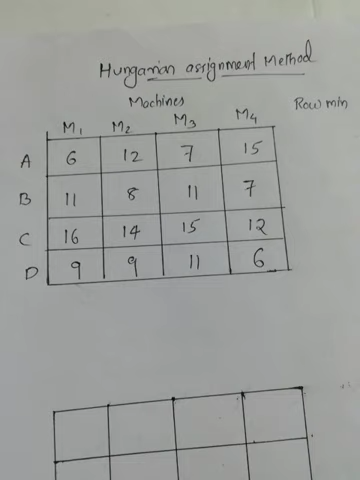 Hungarian assignment Method
Machines Row min
M1 M2 M3 M4
A 6 12 7 15
B 11 8 11 7
C 16 14 15 12
D 9 9 11 6